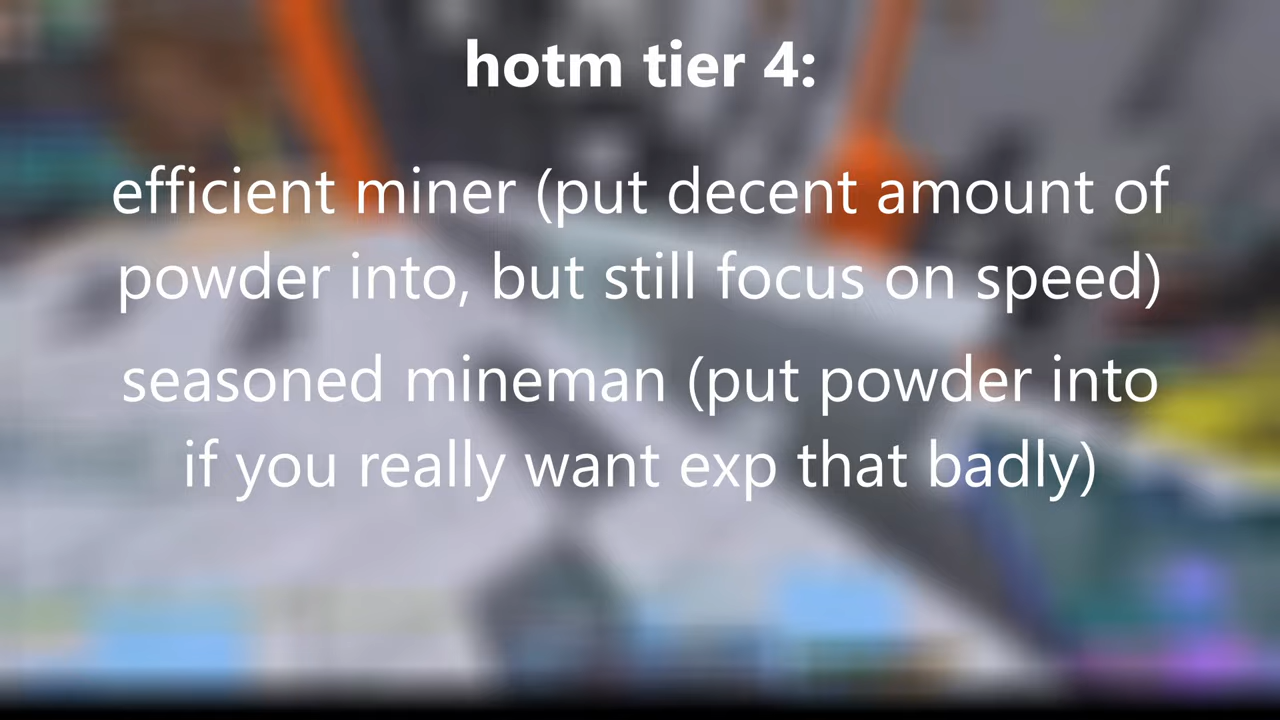 hotm tier 4:
efficient miner (put decent amount of
powder into, but still focus on speed)
seasoned mineman (put powder into
if you really want exp that badly)